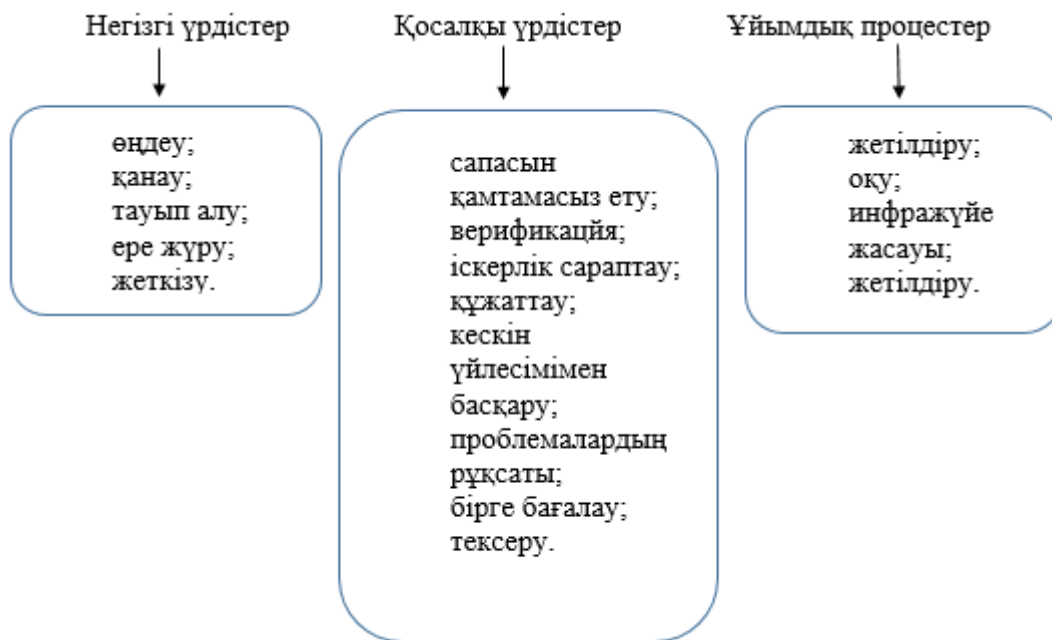 Негізгі үрдістер
өңдеу;
қанау;
тауып алу;
ере жүру;
жеткізу.
Қосалқы үрдістер
сапасын
қамтамасыз ету;
верификацйя;
іскерлік сараптау;
құжаттау;
кескін
үйлесімімен
басқару;
проблемалардың
рұқсаты;
бірге бағалау;
тексеру.
Ұйымдық процестер
жетілдіру;
оқу;
инфражүйе
жасауы;
жетілдіру.